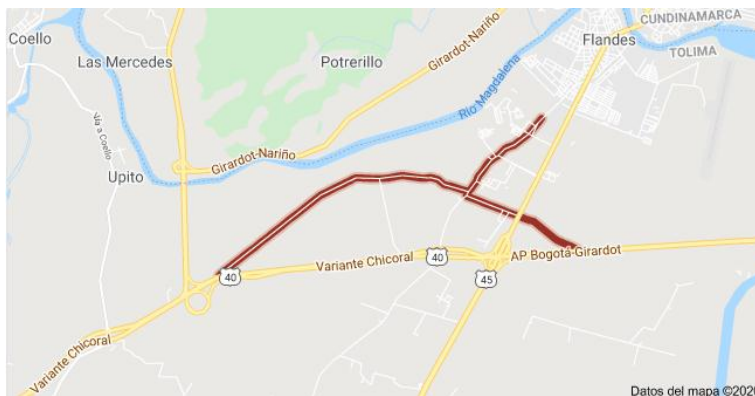 CUNDINAMARCA
Coello
Flandes
TOLIMA
Las Mercedes
Potrerillo
Girardot-Nariño
Río Magdalena
Vía a Coello
Girardot-Nariño
Upito
40
Variante Chicoral
40
AP Bogotá-Girardot
45
Variante Chicoral
Datos del mapa ©2020